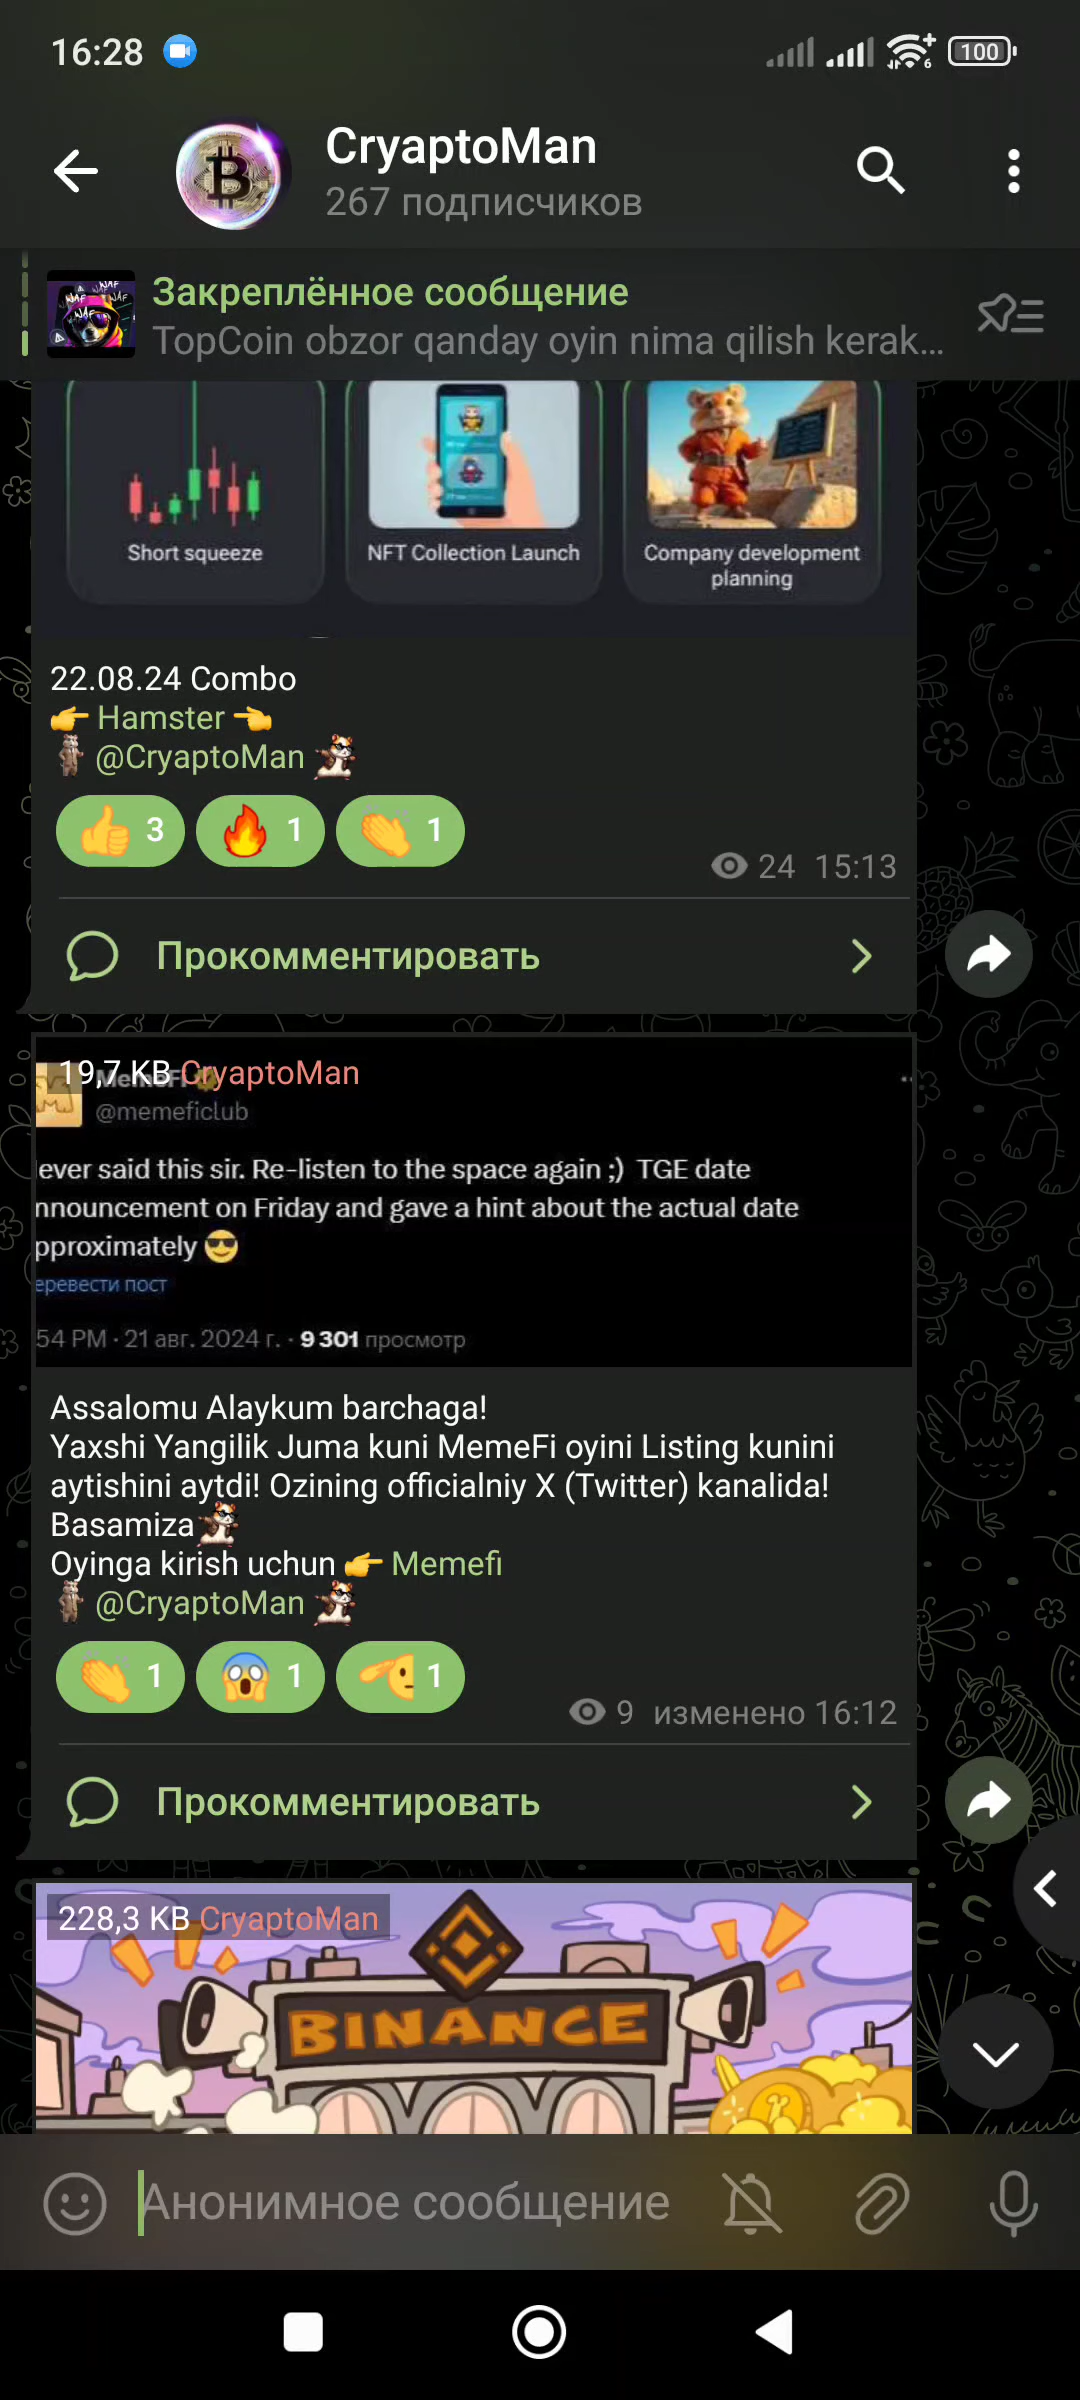 16:28
100
CryaptoMan
267 подписчиков
Закреплённое сообщение
TopCoin obzor qanday oyin nima qilish kerak...
Short squeeze
NFT Collection Launch
Company development
planning
22.08.24 Combo
👉 Hamster 👈
@CryaptoMan
👍 3 🔥 1 👏 1
24 15:13
Прокомментировать
19,7 KB CryaptoMan
MemeFi
@memeficlub
ever said this sir. Re-listen to the space again ;) TGE date
nnouncement on Friday and gave a hint about the actual date
pproximately 😎
еревести пост
54 PM · 21 авг. 2024 г. · 9 301 просмотр
Assalomu Alaykum barchaga!
Yaxshi Yangilik Juma kuni MemeFi oyini Listing kunini
aytishini aytdi! Ozining officialniy X (Twitter) kanalida!
Basamiza
Oyinga kirish uchun 👉 Memefi
@CryaptoMan
👏 1 😱 1 🫡 1
9 изменено 16:12
Прокомментировать
228,3 KB CryaptoMan
BINANCE
Анонимное сообщение